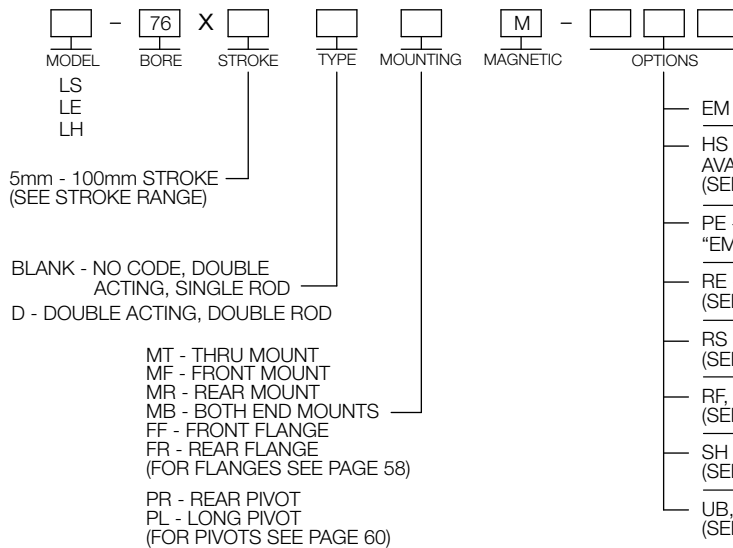 - 76 X M -
MODEL BORE STROKE TYPE MOUNTING MAGNETIC OPTIONS
LS
LE
LH
5mm - 100mm STROKE
(SEE STROKE RANGE)
BLANK - NO CODE, DOUBLE
ACTING, SINGLE ROD
D - DOUBLE ACTING, DOUBLE ROD
MT - THRU MOUNT
MF - FRONT MOUNT
MR - REAR MOUNT
MB - BOTH END MOUNTS
FF - FRONT FLANGE
FR - REAR FLANGE
(FOR FLANGES SEE PAGE 58)
PR - REAR PIVOT
PL - LONG PIVOT
(FOR PIVOTS SEE PAGE 60)
EM
HS
PE -
RE
RS
RF,
SH
UB,